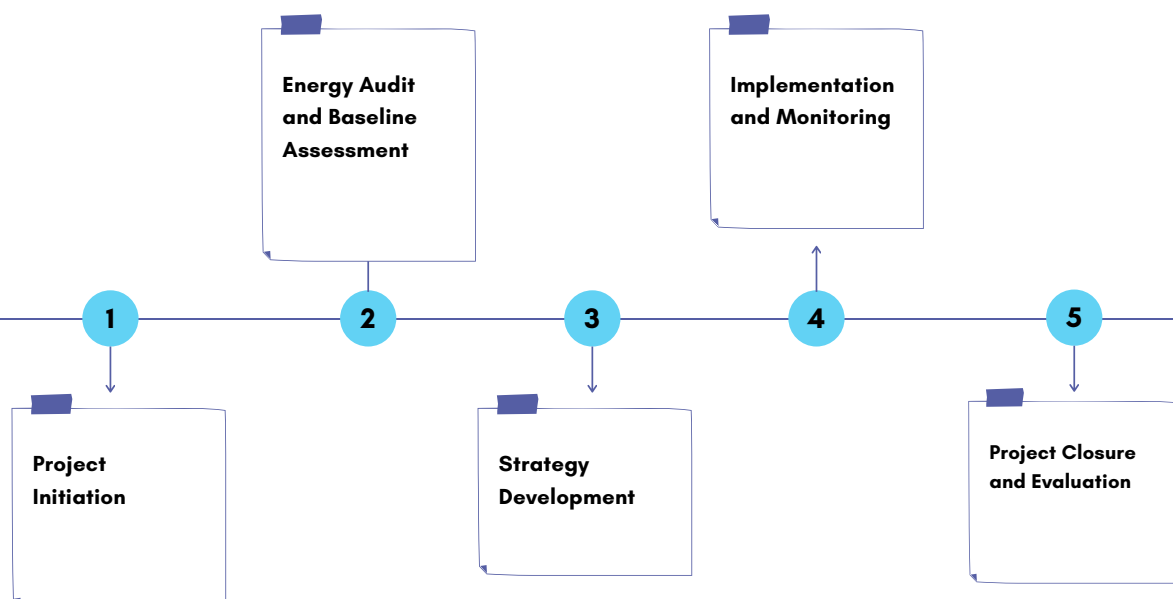 1
Project
Initiation
2
Energy Audit
and Baseline
Assessment
3
Strategy
Development
4
Implementation
and Monitoring
5
Project Closure
and Evaluation